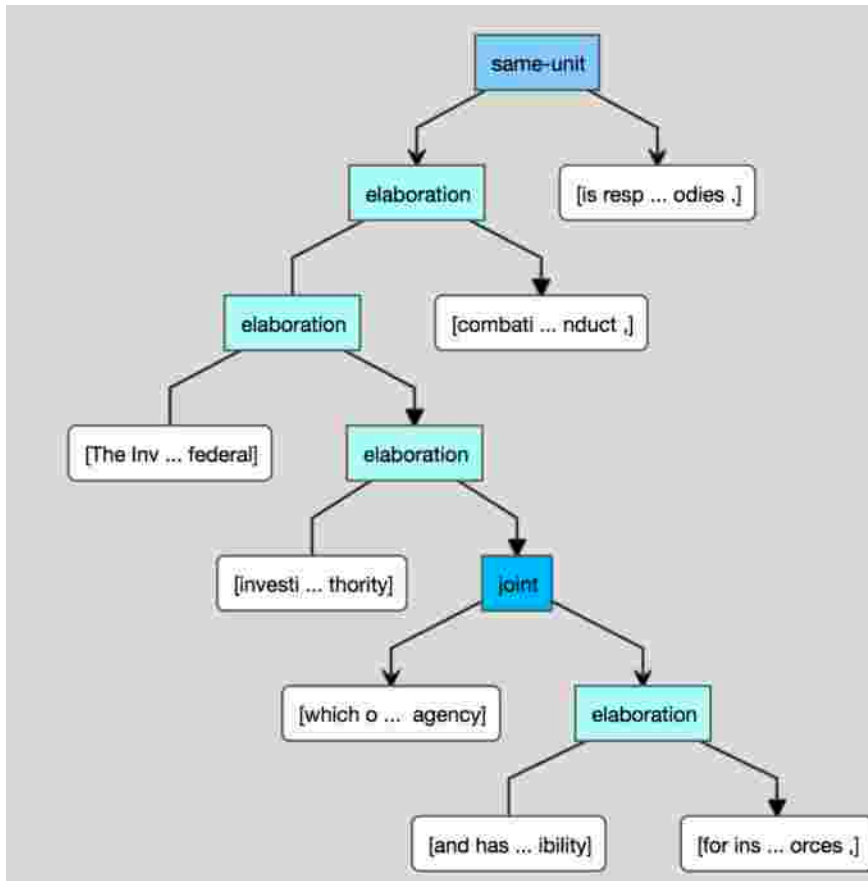 same-unit
elaboration
[is resp ... odies .]
elaboration
[combati ... nduct ,]
[The Inv ... federal]
elaboration
[investi ... thority]
joint
[which o ... agency]
elaboration
[and has ... ibility]
[for ins ... orces ,]